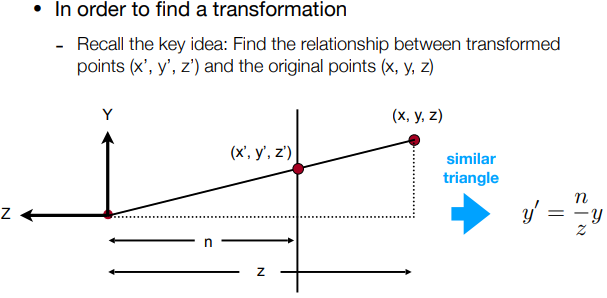 • In order to find a transformation
- Recall the key idea: Find the relationship between transformed
points (x’, y’, z’) and the original points (x, y, z)
Y
(x, y, z)
(x’, y’, z’)
similar
triangle
Z
y′ = n/z y
n
z